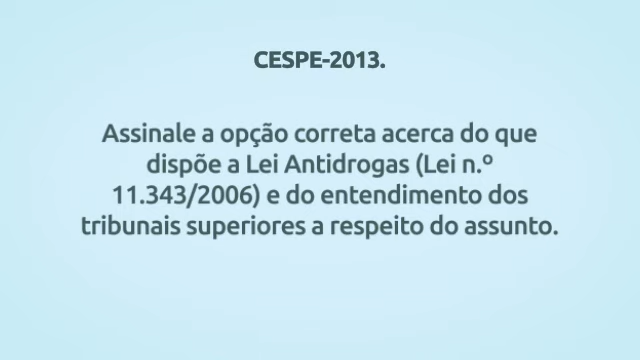 CESPE-2013.
Assinale a opção correta acerca do que
dispõe a Lei Antidrogas (Lei n.º
11.343/2006) e do entendimento dos
tribunais superiores a respeito do assunto.